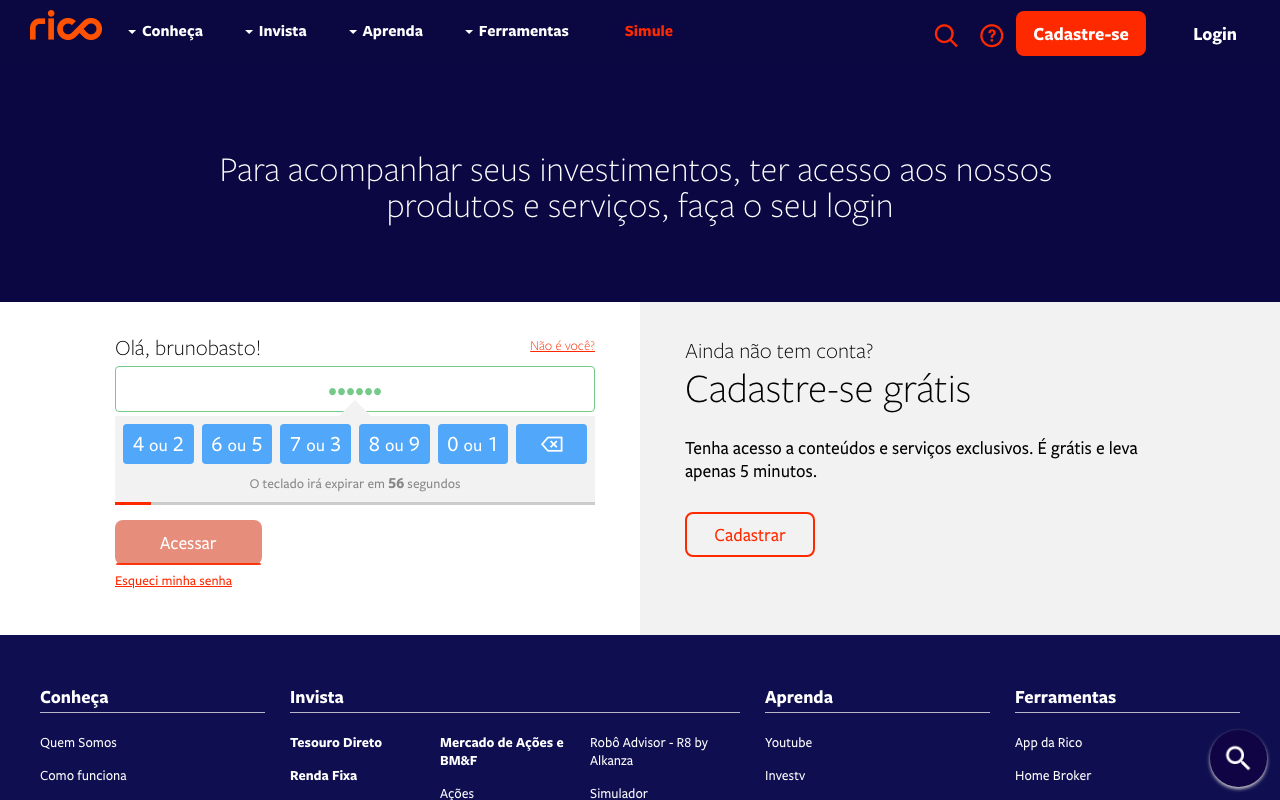 rico
Conheça
Invista
Aprenda
Ferramentas
Simule
Cadastre-se
Login
Para acompanhar seus investimentos, ter acesso aos nossos
produtos e serviços, faça o seu login
Olá, brunobasto!
Não é você?
4 ou 2
6 ou 5
7 ou 3
8 ou 9
0 ou 1
O teclado irá expirar em 56 segundos
Acessar
Esqueci minha senha
Ainda não tem conta?
Cadastre-se grátis
Tenha acesso a conteúdos e serviços exclusivos. É grátis e leva
apenas 5 minutos.
Cadastrar
Conheça
Quem Somos
Como funciona
Invista
Tesouro Direto
Renda Fixa
Mercado de Ações e
BM&F
Ações
Robô Advisor - R8 by
Alkanza
Simulador
Aprenda
Youtube
Investv
Ferramentas
App da Rico
Home Broker